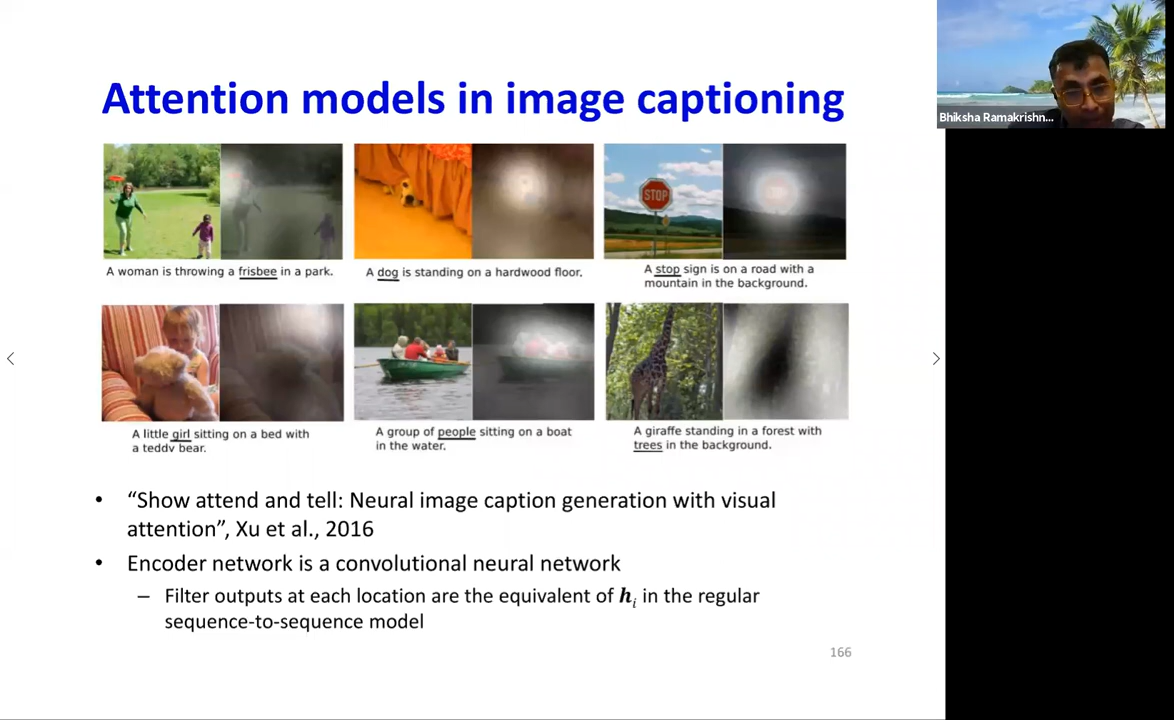 Attention models in image captioning
Bhiksha Ramakrishn...
STOP
A woman is throwing a frisbee in a park.
A dog is standing on a hardwood floor.
A stop sign is on a road with a
mountain in the background.
A little girl sitting on a bed with
a teddy bear.
A group of people sitting on a boat
in the water.
A giraffe standing in a forest with
trees in the background.
• “Show attend and tell: Neural image caption generation with visual
attention”, Xu et al., 2016
• Encoder network is a convolutional neural network
– Filter outputs at each location are the equivalent of hᵢ in the regular
sequence-to-sequence model
166